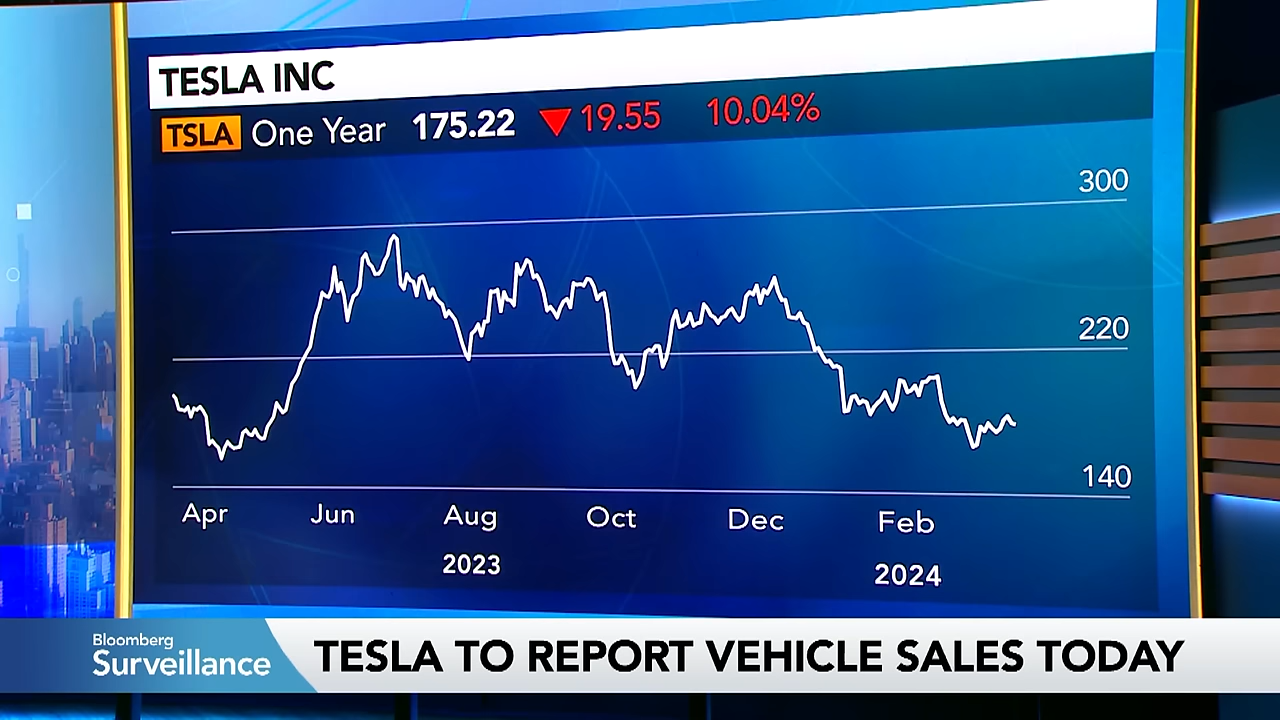 TESLA INC
TSLA One Year 175.22 ▼19.55 10.04%
300
220
140
Apr Jun Aug Oct Dec Feb
2023 2024
Bloomberg
Surveillance
TESLA TO REPORT VEHICLE SALES TODAY